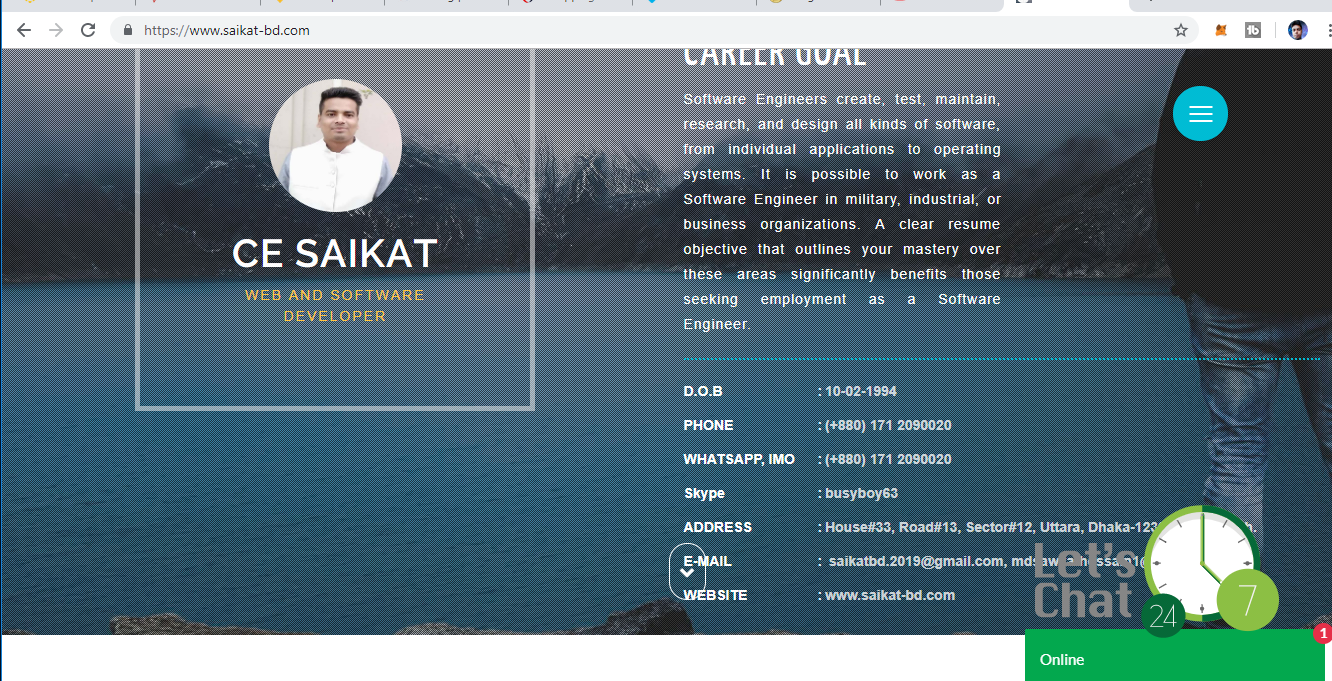 https://www.saikat-bd.com
CAREER GOAL
Software Engineers create, test, maintain,
research, and design all kinds of software,
from individual applications to operating
systems. It is possible to work as a
Software Engineer in military, industrial, or
business organizations. A clear resume
objective that outlines your mastery over
these areas significantly benefits those
seeking employment as a Software
Engineer.
CE SAIKAT
WEB AND SOFTWARE
DEVELOPER
D.O.B : 10-02-1994
PHONE : (+880) 171 2090020
WHATSAPP, IMO : (+880) 171 2090020
Skype : busyboy63
ADDRESS : House#33, Road#13, Sector#12, Uttara,
E-MAIL : saikatbd.2019@gmail.com,
WEBSITE : www.saikat-bd.com
Let's
Chat
24
7
1
Online